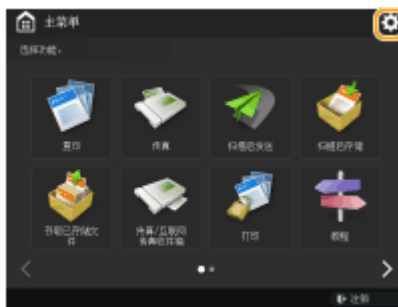 主菜单
选择功能。
复印
传真
扫描后发送
扫描后存储
存取已存储文
件
传真/互联网
传真收件箱
打印
教程
注销